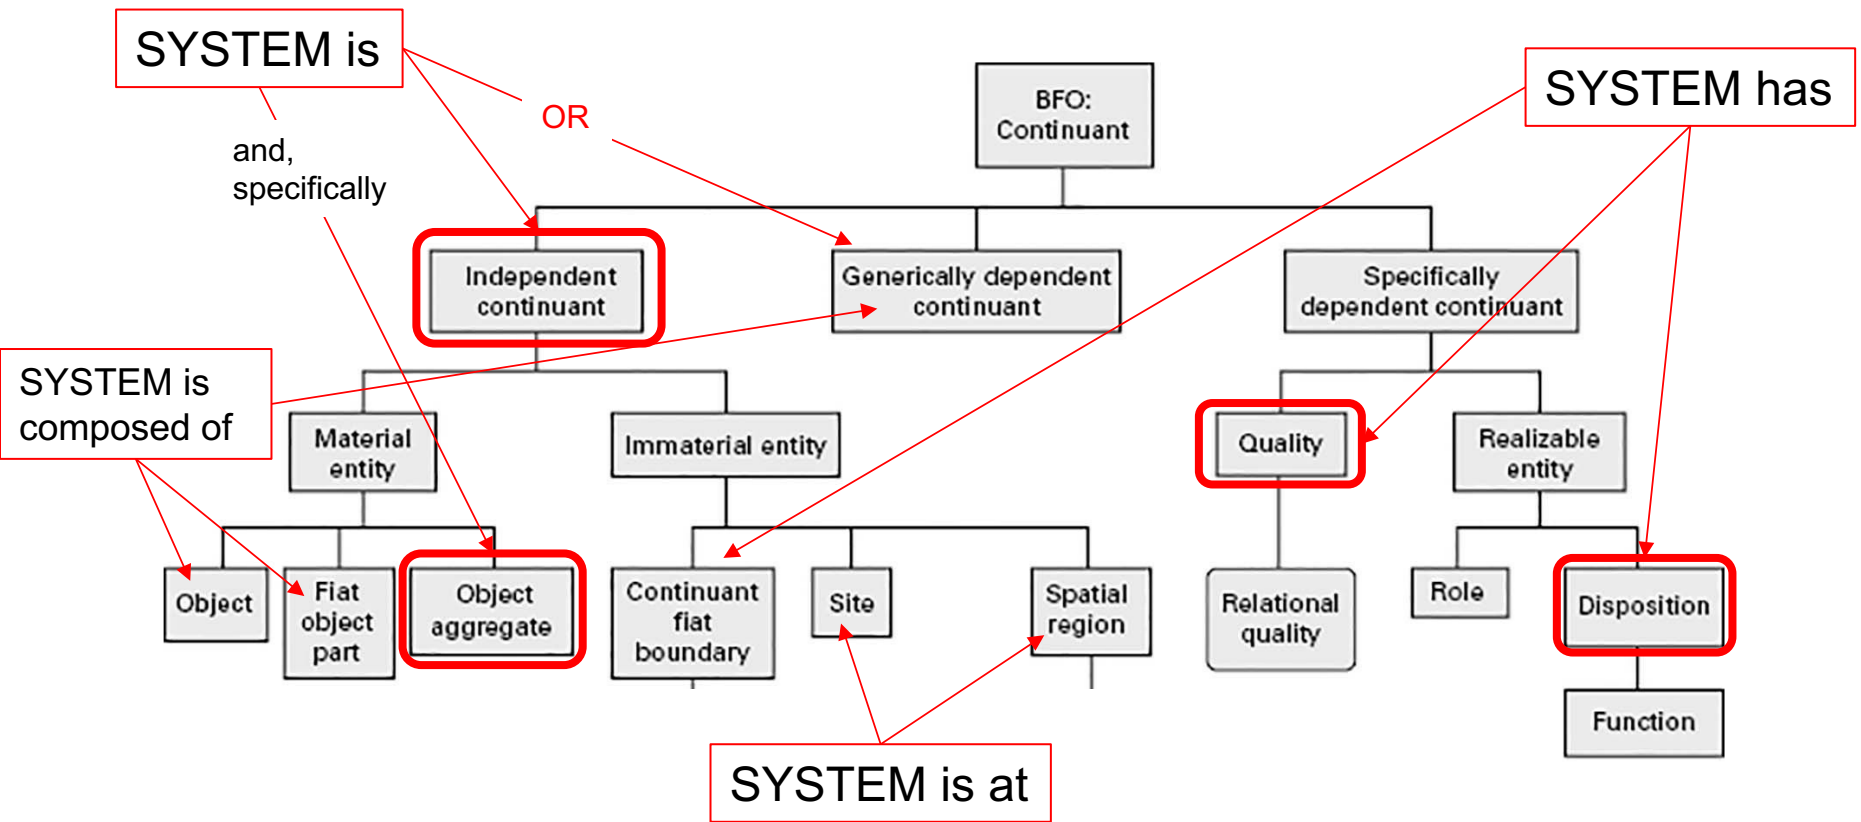 SYSTEM is
OR
and,
specifically
BFO:
Continuant
SYSTEM has
Independent
continuant
Generically dependent
continuant
Specifically
dependent continuant
SYSTEM is
composed of
Material
entity
Immaterial entity
Quality
Realizable
entity
Object
Fiat
object
part
Object
aggregate
Continuant
fiat
boundary
Site
Spatial
region
Relational
quality
Role
Disposition
Function
SYSTEM is at